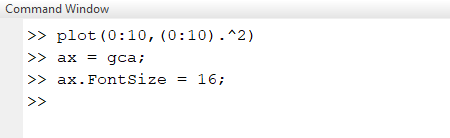 Command Window
>> plot(0:10,(0:10).^2)
>> ax = gca;
>> ax.FontSize = 16;
>>